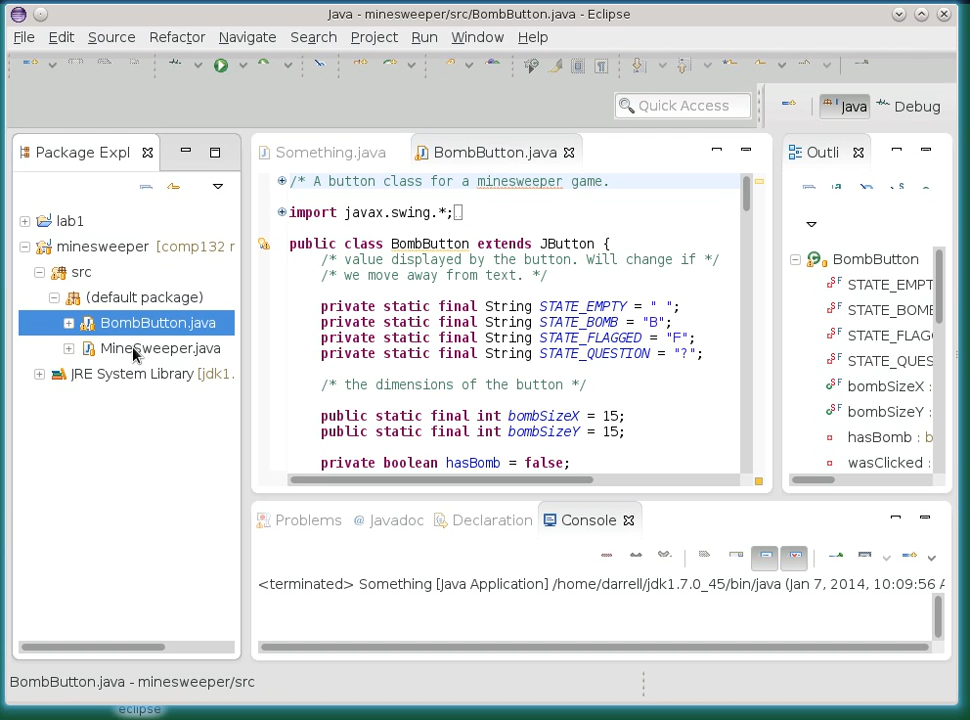 Java - minesweeper/src/BombButton.java - Eclipse
File Edit Source Refactor Navigate Search Project Run Window Help
Quick Access
Java
Debug
Package Expl
Something.java
BombButton.java
Outli
lab1
minesweeper [comp132 r
src
(default package)
BombButton.java
MineSweeper.java
JRE System Library [jdk1.
/* A button class for a minesweeper game.
import javax.swing.*;
public class BombButton extends JButton {
/* value displayed by the button. Will change if */
/* we move away from text. */
private static final String STATE_EMPTY = " ";
private static final String STATE_BOMB = "B";
private static final String STATE_FLAGGED = "F";
private static final String STATE_QUESTION = "?";
/* the dimensions of the button */
public static final int bombSizeX = 15;
public static final int bombSizeY = 15;
private boolean hasBomb = false;
BombButton
STATE_EMPT
STATE_BOME
STATE_FLAG
STATE_QUES
bombSizeX :
bombSizeY :
hasBomb : b
wasClicked :
Problems
@ Javadoc
Declaration
Console
<terminated> Something [Java Application] /home/darrell/jdk1.7.0_45/bin/java (Jan 7, 2014, 10:09:56 A
BombButton.java - minesweeper/src
eclipse